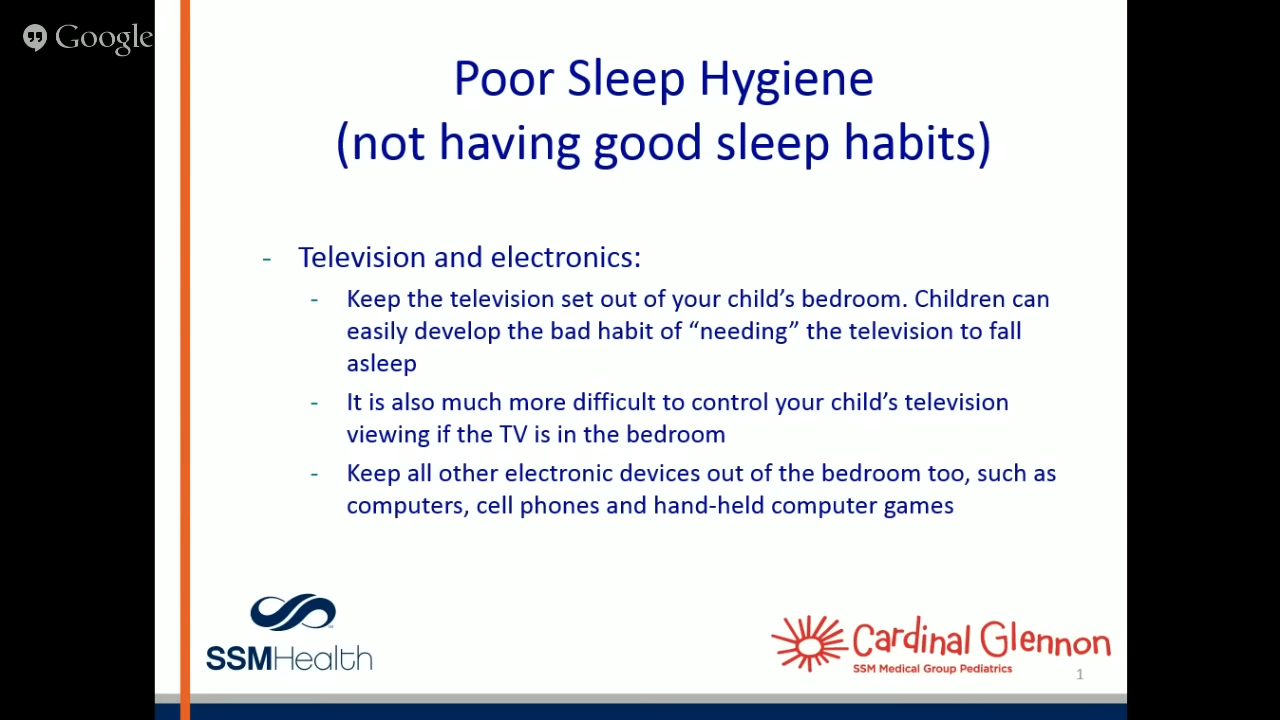 Google
Poor Sleep Hygiene
(not having good sleep habits)
- Television and electronics:
- Keep the television set out of your child's bedroom. Children can
easily develop the bad habit of “needing” the television to fall
asleep
- It is also much more difficult to control your child's television
viewing if the TV is in the bedroom
- Keep all other electronic devices out of the bedroom too, such as
computers, cell phones and hand-held computer games
SSMHealth
Cardinal Glennon
SSM Medical Group Pediatrics
1